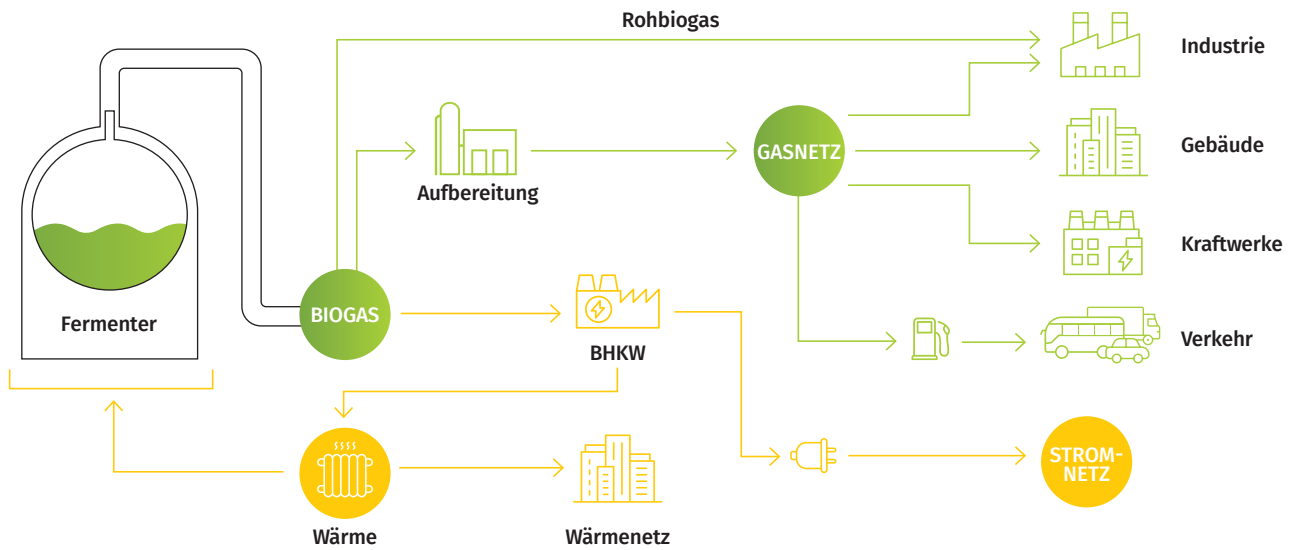 Rohbiogas
Industrie
Aufbereitung
GASNETZ
Gebäude
Kraftwerke
Fermenter
BIOGAS
BHKW
Verkehr
Wärme
Wärmenetz
STROM-
NETZ